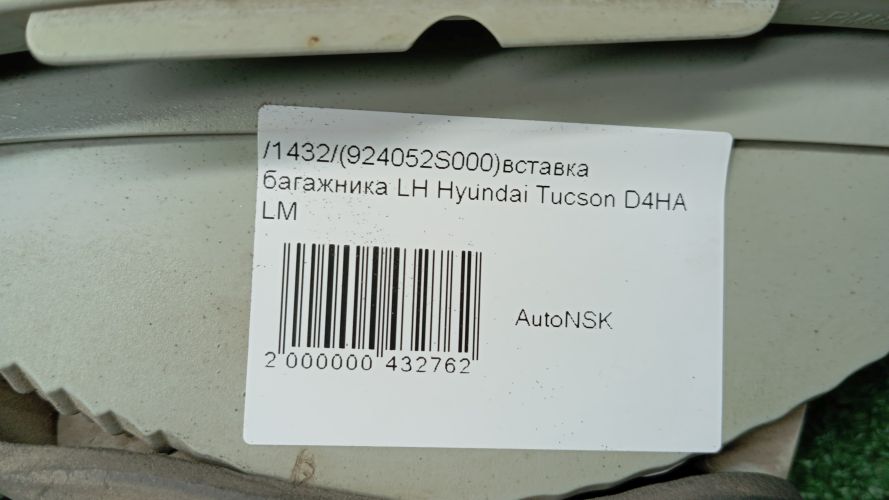 /1432/(924052S000)вставка
багажника LH Hyundai Tucson D4HA
LM
AutoNSK
2 000000 432762